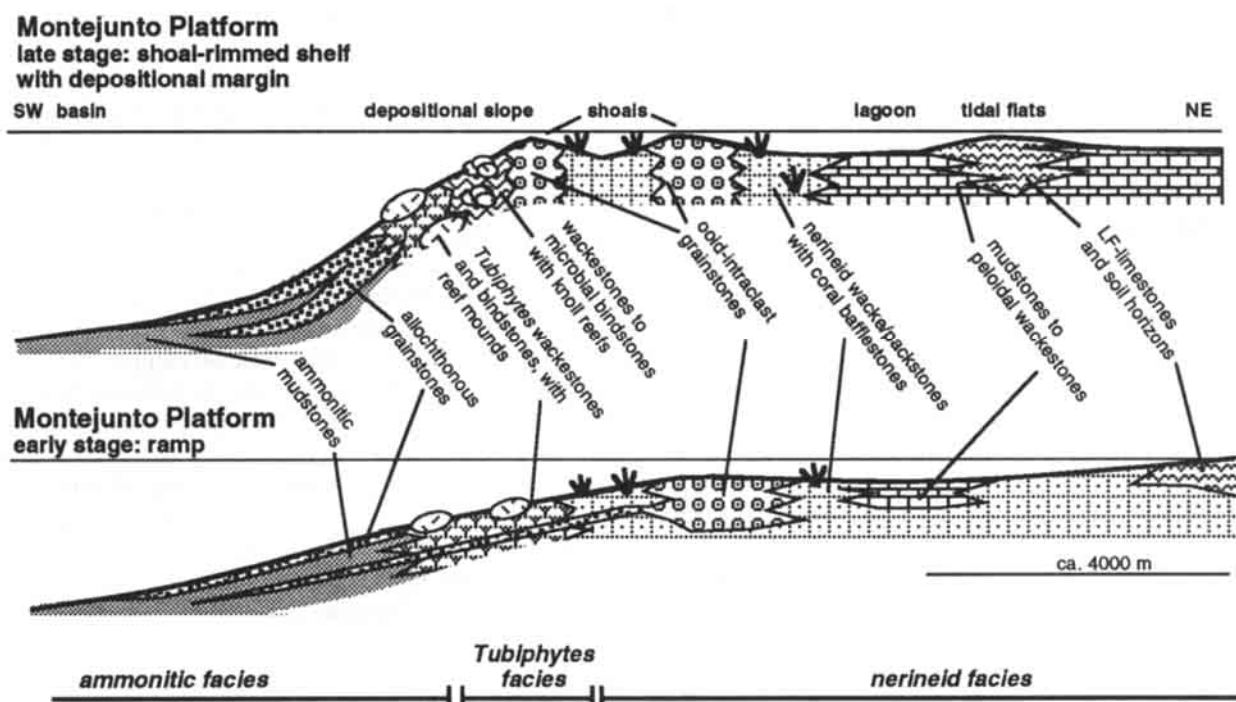 Montejunto Platform
late stage: shoal-rimmed shelf
with depositional margin
SW basin
depositional slope
shoals
lagoon
tidal flats
NE
ammonitic
mudstones
allochthonous
grainstones
Tubiphytes wackestones
and bindstones, with
reef mounds
wackestones to
microbial bindstones
with knoll reefs
ooid-intraclast
grainstones
nerineid wacke/packstones
with coral bafflestones
mudstones to
peloidal wackestones
LF-limestones
and soil horizons
Montejunto Platform
early stage: ramp
ca. 4000 m
ammonitic facies
Tubiphytes
facies
nerineid facies